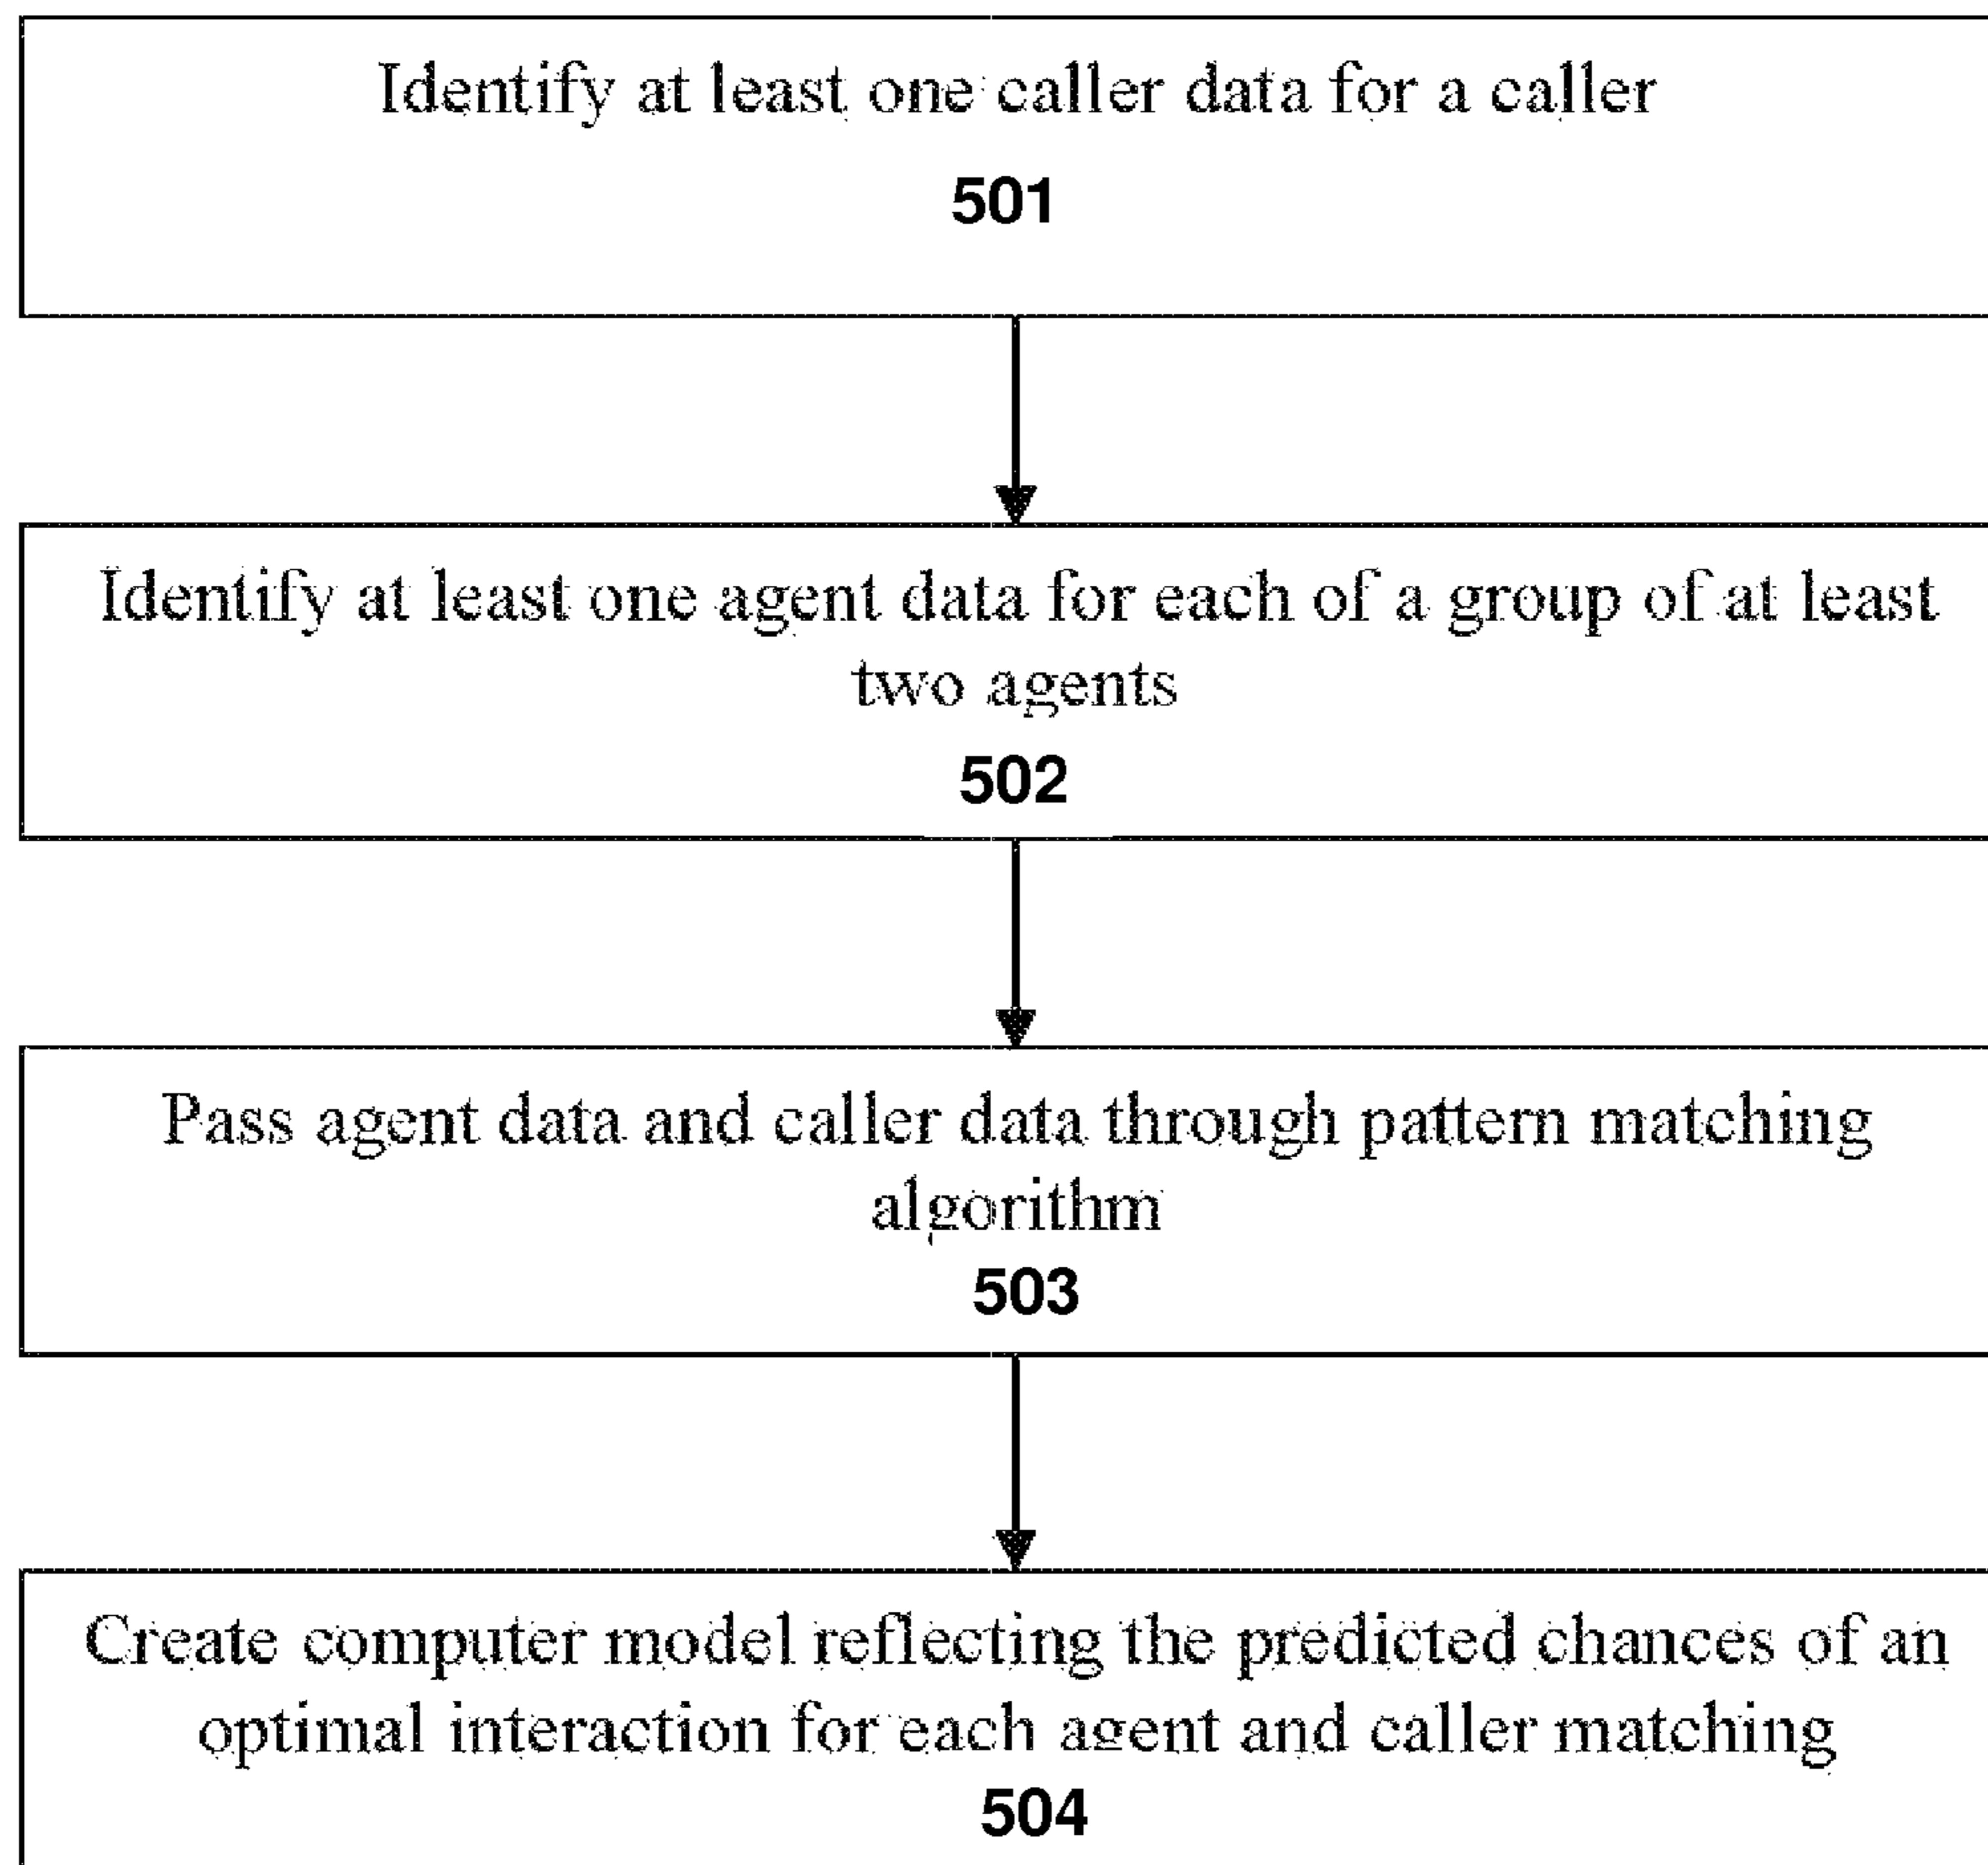 Identify at least one caller data for a caller
501
Identify at least one agent data for each of a group of at least
two agents
502
Pass agent data and caller data through pattern matching
algorithm
503
Create computer model reflecting the predicted chances of an
optimal interaction for each agent and caller matching
504